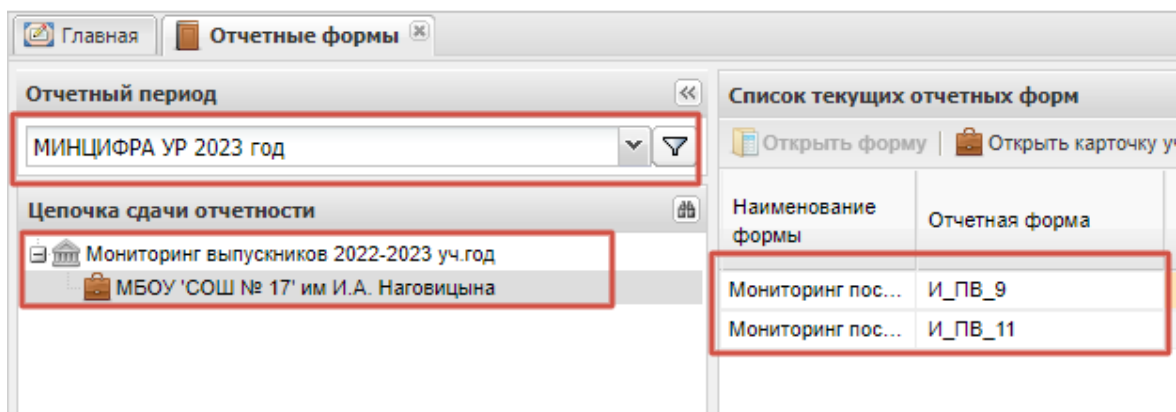 Главная
Отчетные формы
Отчетный период
МИНЦИФРА УР 2023 год
Цепочка сдачи отчетности
Мониторинг выпускников 2022-2023 уч.год
МБОУ 'СОШ № 17' им И.А. Наговицына
Список текущих отчетных форм
Открыть форму
Открыть карточку
Наименование
формы
Отчетная форма
Мониторинг пос... И_ПВ_9
Мониторинг пос... И_ПВ_11